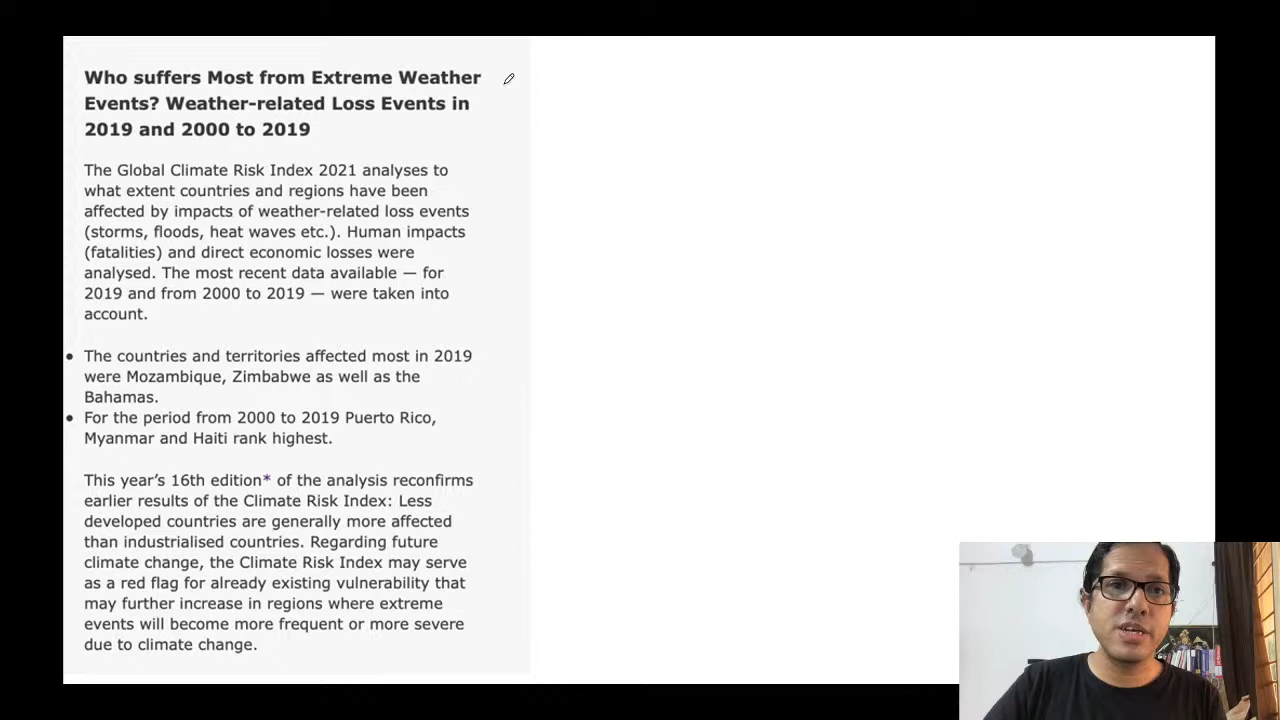 Who suffers Most from Extreme Weather
Events? Weather-related Loss Events in
2019 and 2000 to 2019
The Global Climate Risk Index 2021 analyses to
what extent countries and regions have been
affected by impacts of weather-related loss events
(storms, floods, heat waves etc.). Human impacts
(fatalities) and direct economic losses were
analysed. The most recent data available — for
2019 and from 2000 to 2019 — were taken into
account.
• The countries and territories affected most in 2019
were Mozambique, Zimbabwe as well as the
Bahamas.
• For the period from 2000 to 2019 Puerto Rico,
Myanmar and Haiti rank highest.
This year’s 16th edition* of the analysis reconfirms
earlier results of the Climate Risk Index: Less
developed countries are generally more affected
than industrialised countries. Regarding future
climate change, the Climate Risk Index may serve
as a red flag for already existing vulnerability that
may further increase in regions where extreme
events will become more frequent or more severe
due to climate change.